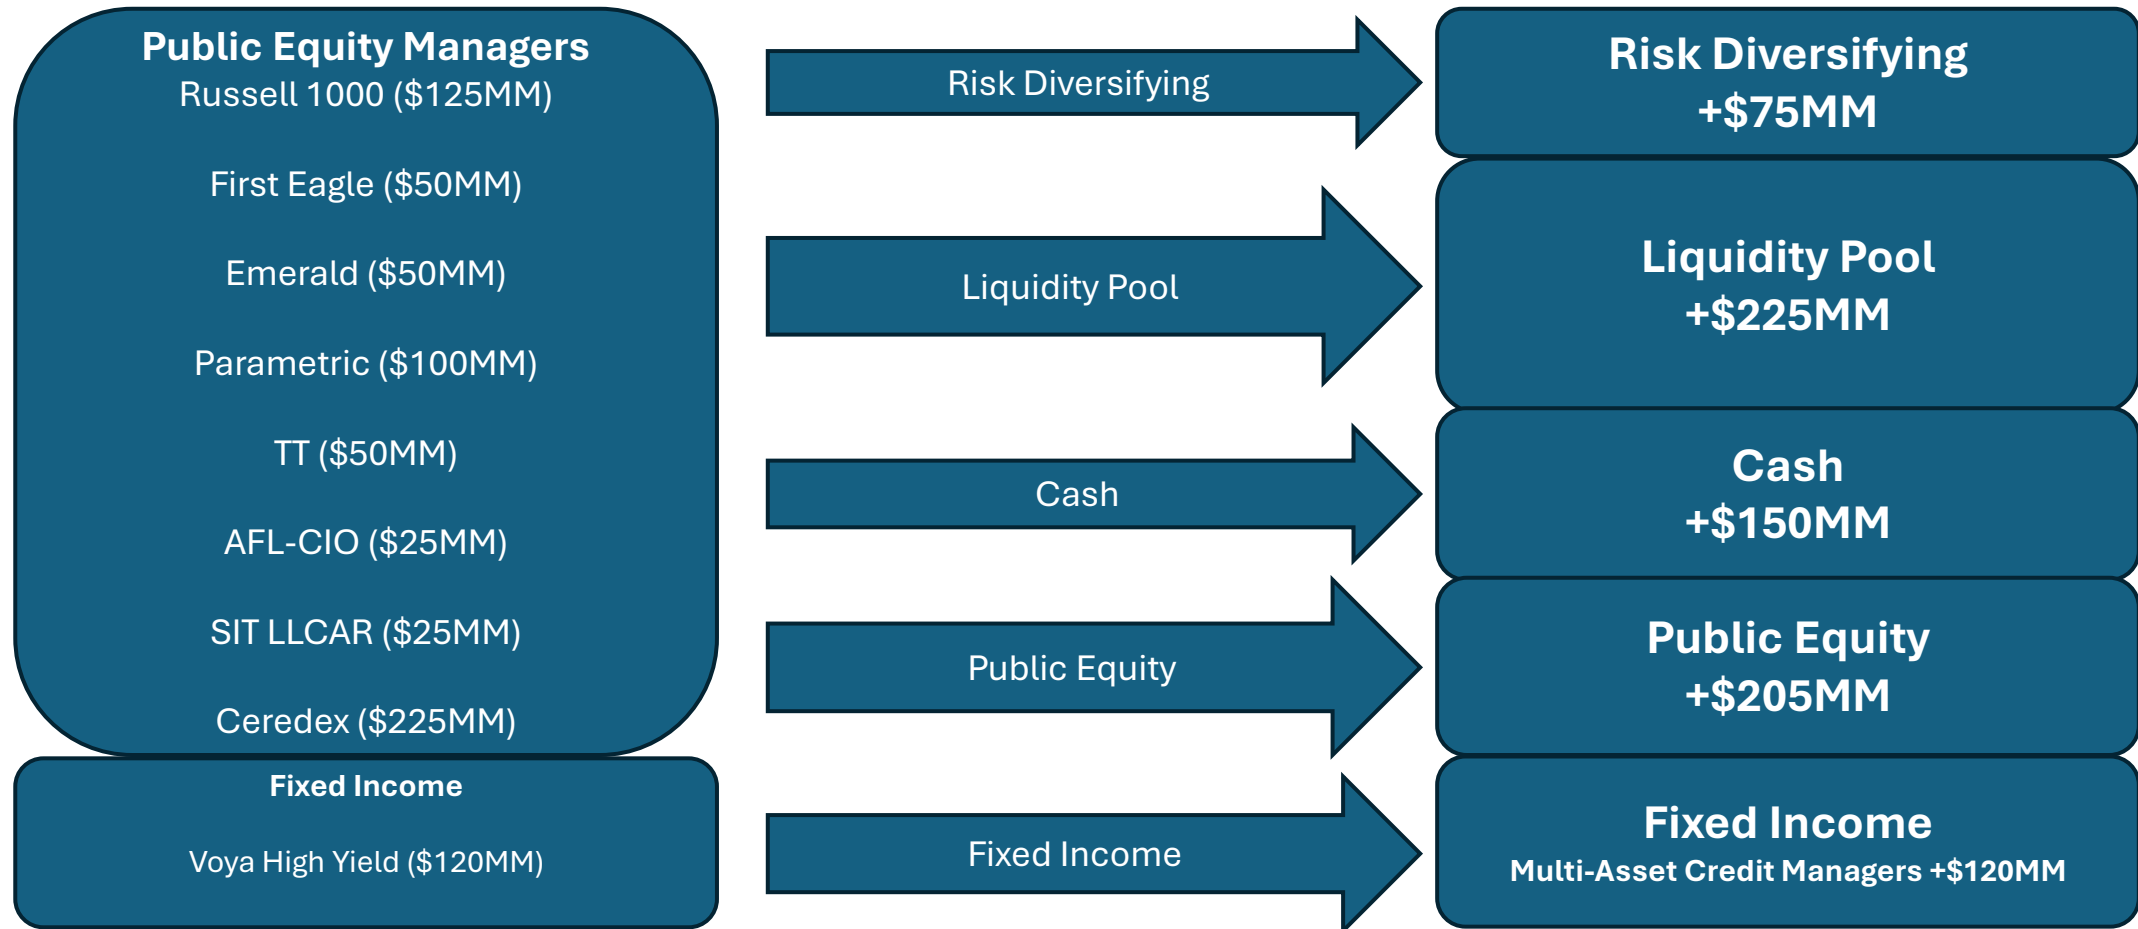 Public Equity Managers
Russell 1000 ($125MM)
First Eagle ($50MM)
Emerald ($50MM)
Parametric ($100MM)
TT ($50MM)
AFL-CIO ($25MM)
SIT LLCAR ($25MM)
Ceredex ($225MM)
Fixed Income
Voya High Yield ($120MM)
Risk Diversifying
Liquidity Pool
Cash
Public Equity
Fixed Income
Risk Diversifying
+$75MM
Liquidity Pool
+$225MM
Cash
+$150MM
Public Equity
+$205MM
Fixed Income
Multi-Asset Credit Managers +$120MM